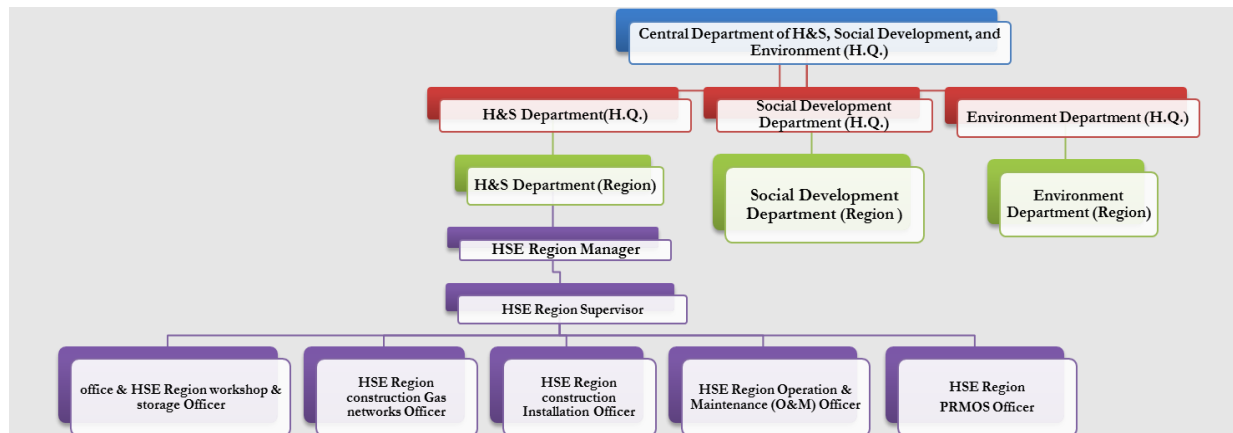 Central Department of H&S, Social Development, and
Environment (H.Q.)
H&S Department(H.Q.)
Social Development
Department (H.Q.)
Environment Department (H.Q.)
H&S Department (Region)
Social Development
Department (Region )
Environment
Department (Region)
HSE Region Manager
HSE Region Supervisor
office & HSE Region workshop &
storage Officer
HSE Region
construction Gas
networks Officer
HSE Region
construction
Installation Officer
HSE Region Operation &
Maintenance (O&M) Officer
HSE Region
PRMOS Officer